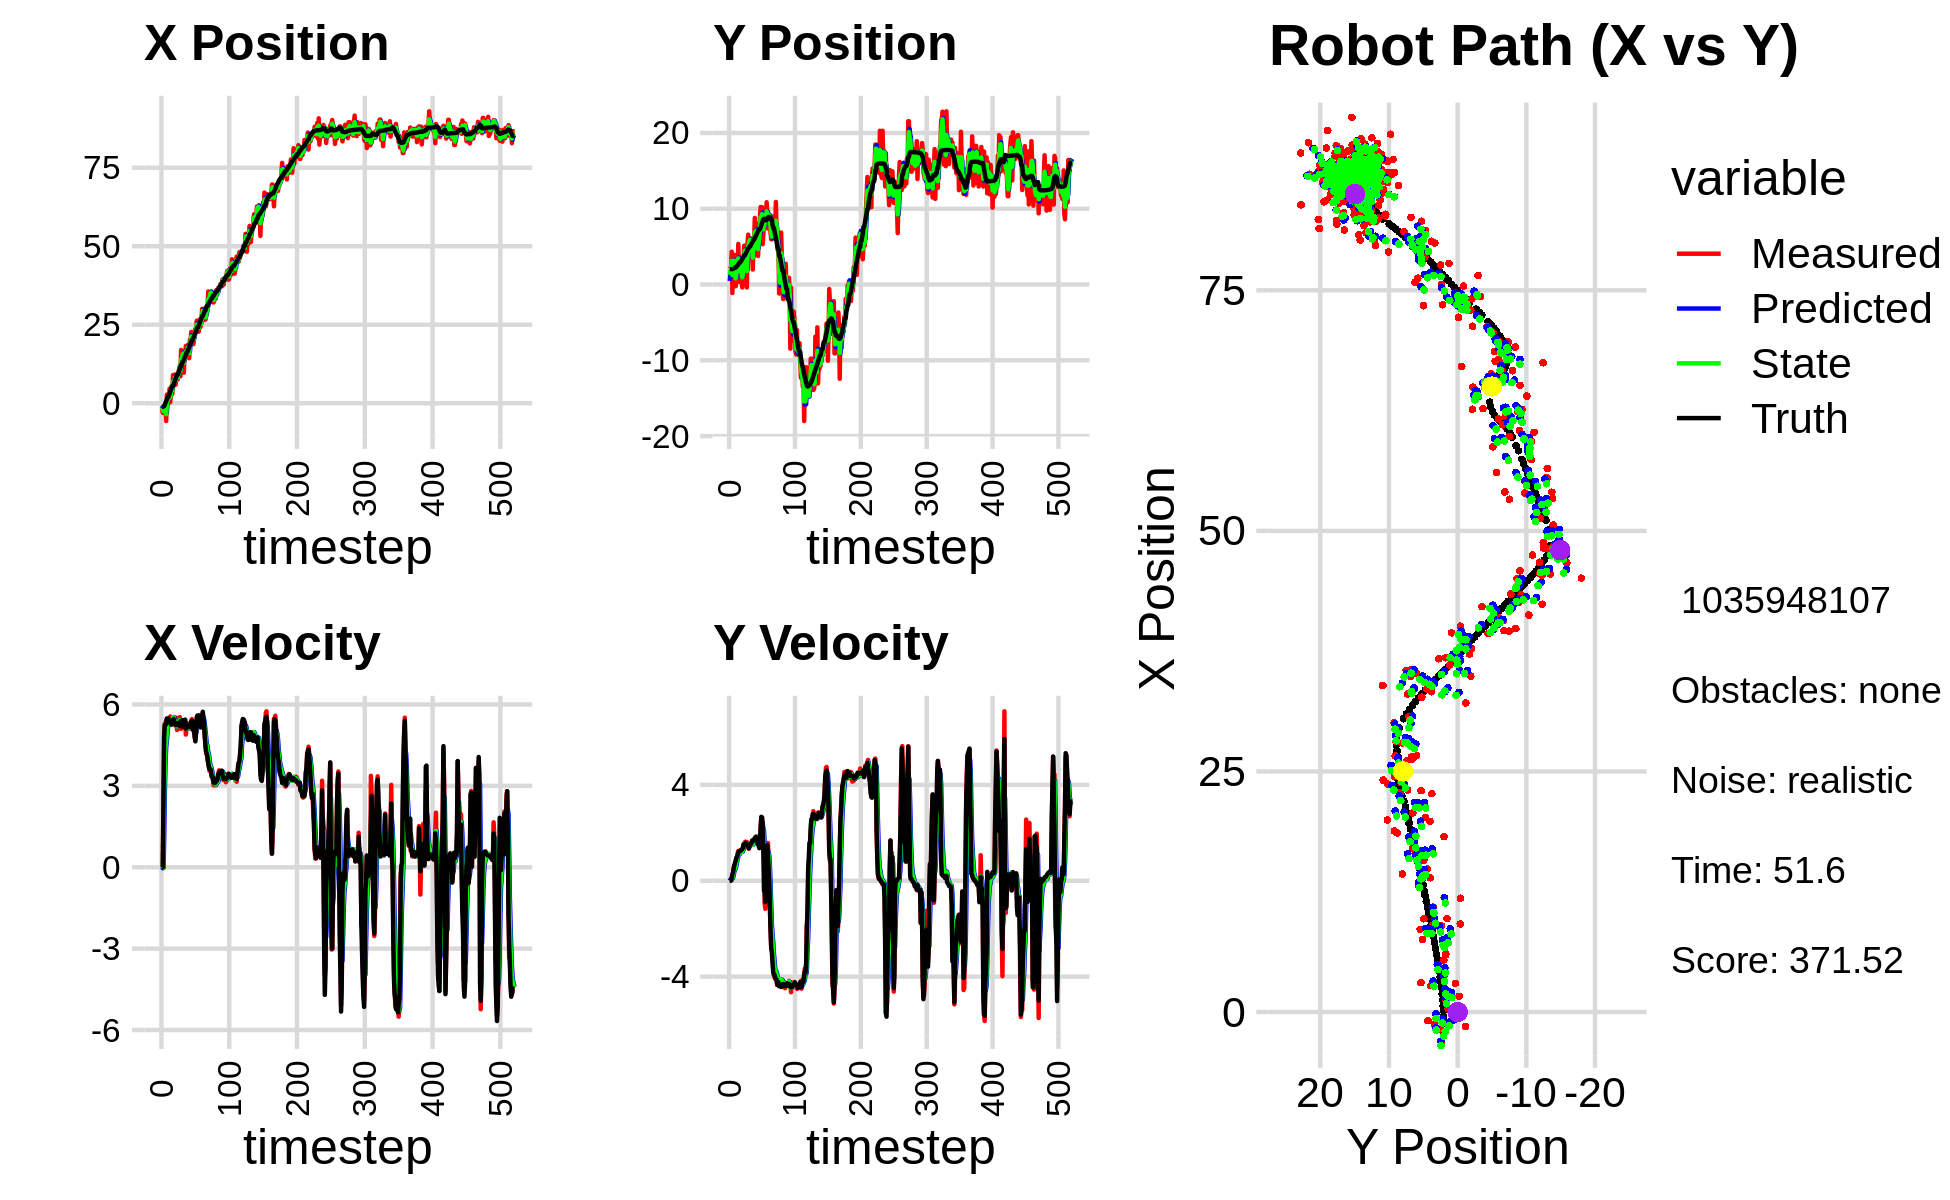 X Position
75
50
25
0
0 100 200 300 400 500
timestep
Y Position
20
10
0
-10
-20
0 100 200 300 400 500
timestep
X Velocity
6
3
0
-3
-6
0 100 200 300 400 500
timestep
Y Velocity
4
0
-4
0 100 200 300 400 500
timestep
Robot Path (X vs Y)
X Position
75
50
25
0
20 10 0 -10 -20
Y Position
variable
Measured
Predicted
State
Truth
1035948107
Obstacles: none
Noise: realistic
Time: 51.6
Score: 371.52